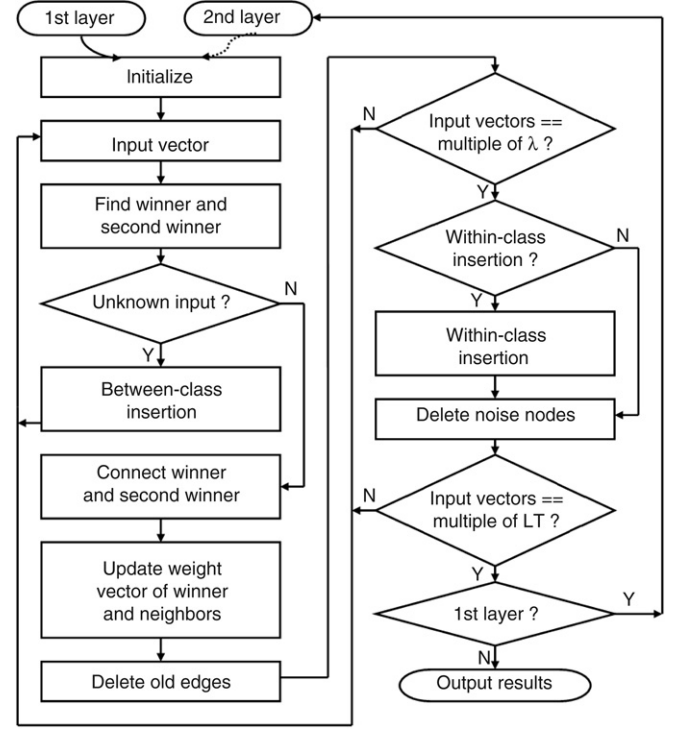 1st layer
2nd layer
Initialize
Input vector
Find winner and
second winner
Unknown input ?
N
Y
Between-class
insertion
Connect winner
and second winner
Update weight
vector of winner
and neighbors
Delete old edges
Input vectors ==
multiple of λ ?
N
Y
Within-class
insertion ?
N
Y
Within-class
insertion
Delete noise nodes
Input vectors ==
multiple of LT ?
N
Y
1st layer ?
Y
N
Output results